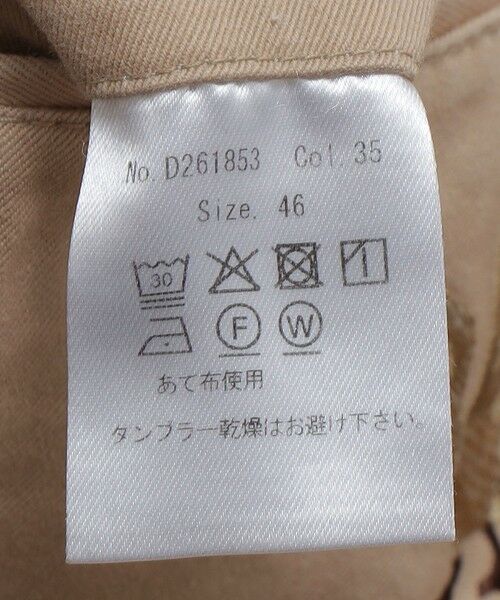 No. D261853 Col 35
Size. 46
30
F W
あて布使用
タンブラー乾燥はお避け下さい。